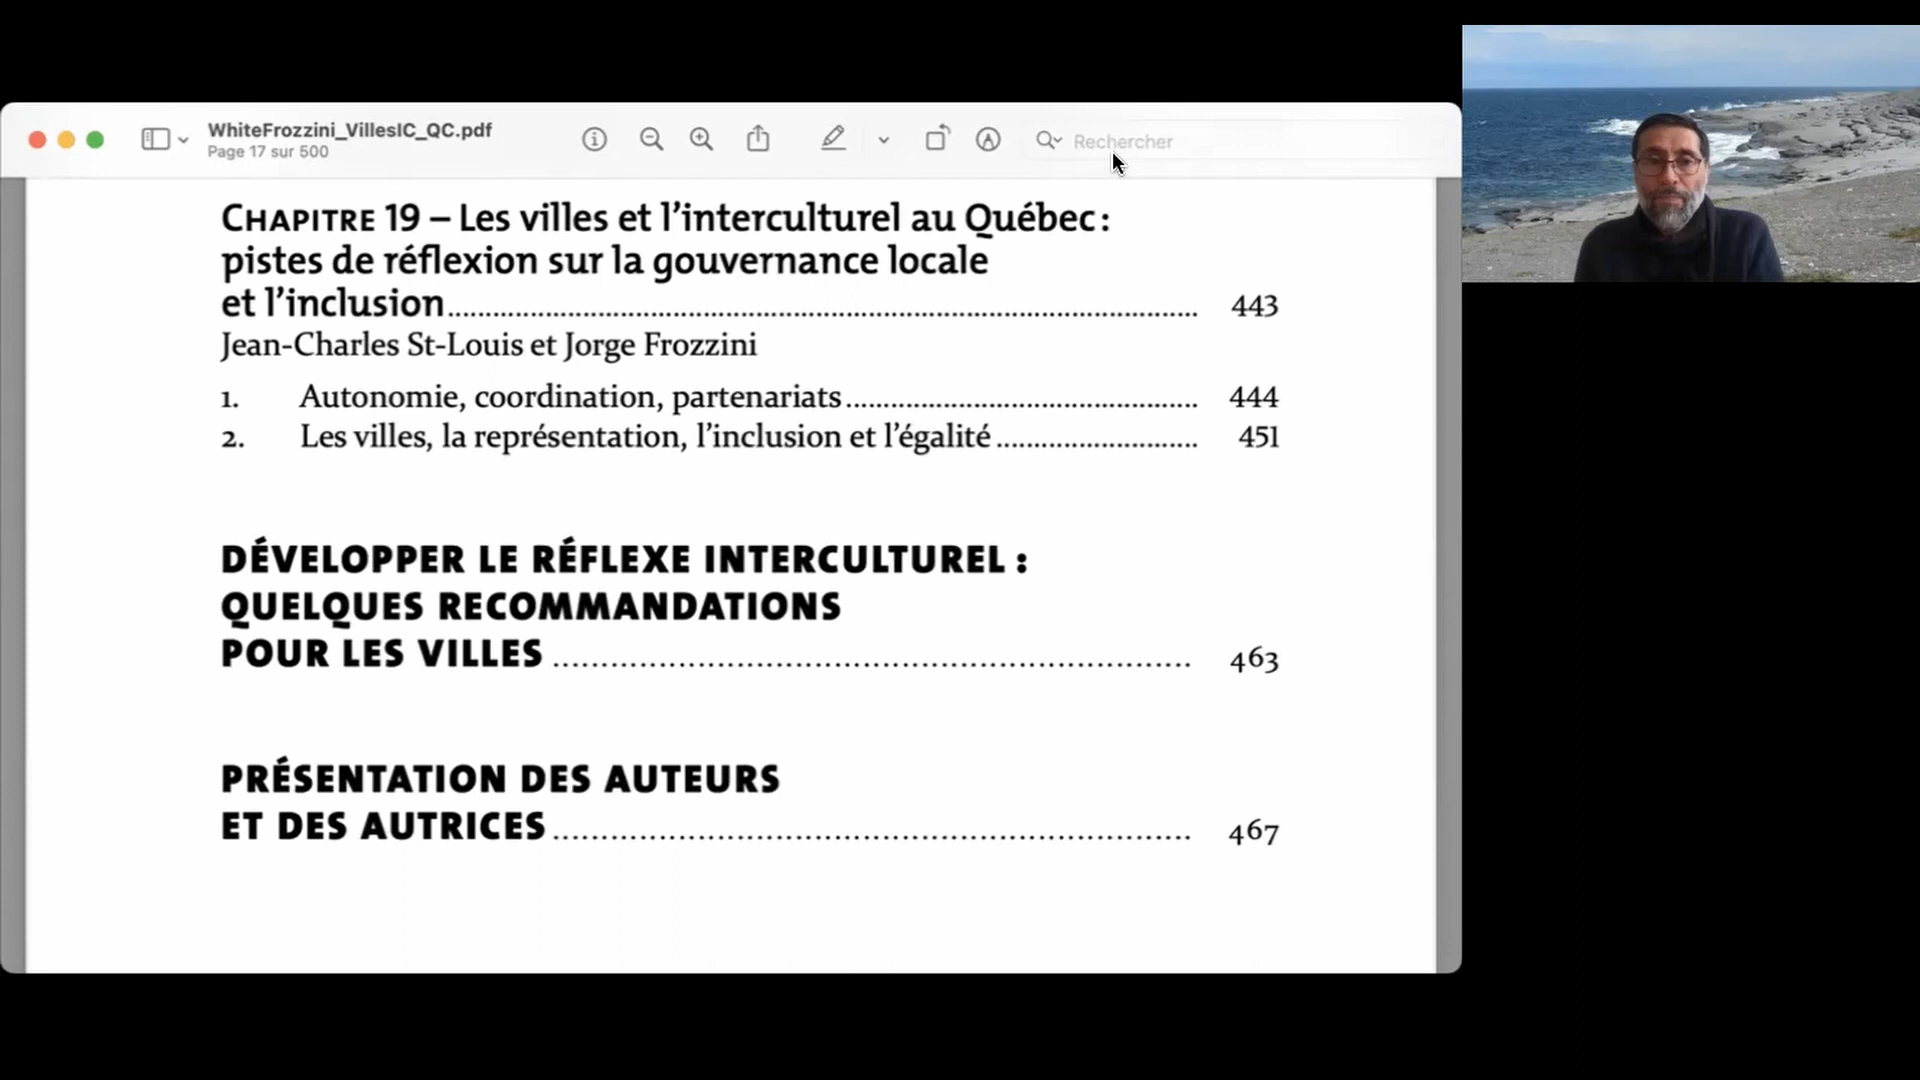 WhiteFrozzini_VillesIC_QC.pdf
Page 17 sur 500
Rechercher
CHAPITRE 19 – Les villes et l’interculturel au Québec :
pistes de réflexion sur la gouvernance locale
et l’inclusion 443
Jean-Charles St-Louis et Jorge Frozzini
1. Autonomie, coordination, partenariats 444
2. Les villes, la représentation, l’inclusion et l’égalité 451
DÉVELOPPER LE RÉFLEXE INTERCULTUREL :
QUELQUES RECOMMANDATIONS
POUR LES VILLES 463
PRÉSENTATION DES AUTEURS
ET DES AUTRICES 467